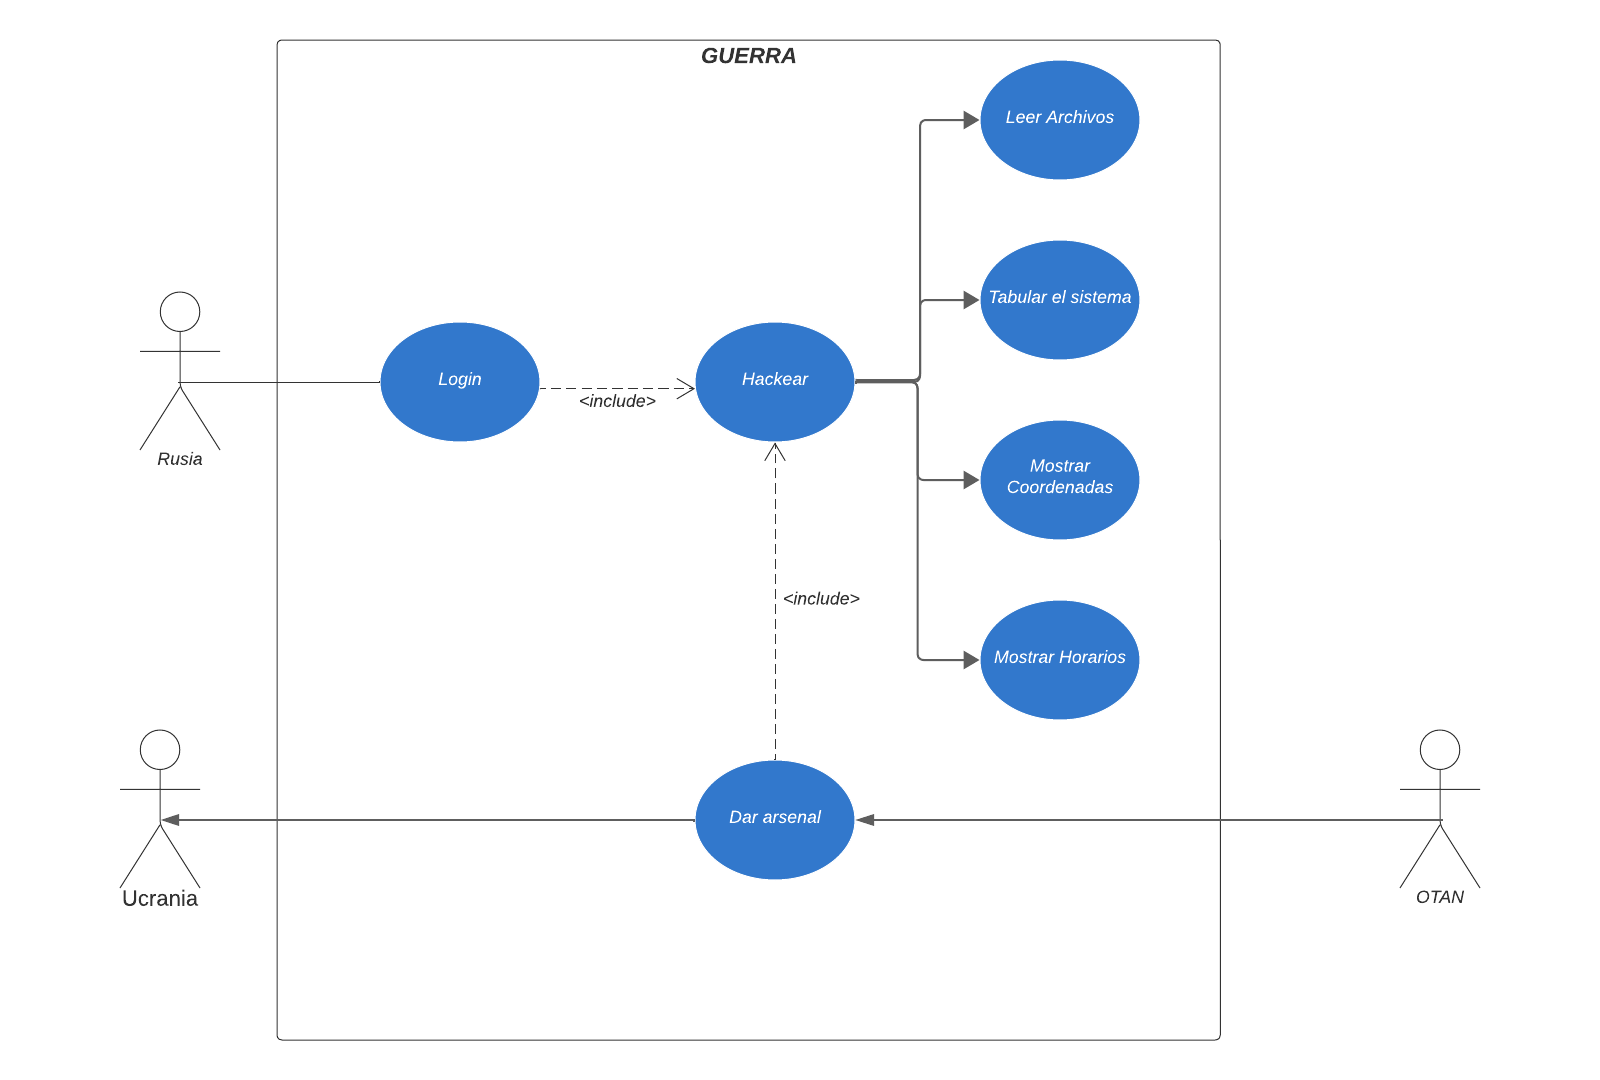 GUERRA
Leer Archivos
Tabular el sistema
Login
Hackear
<include>
Rusia
Mostrar
Coordenadas
<include>
Mostrar Horarios
Dar arsenal
Ucrania
OTAN